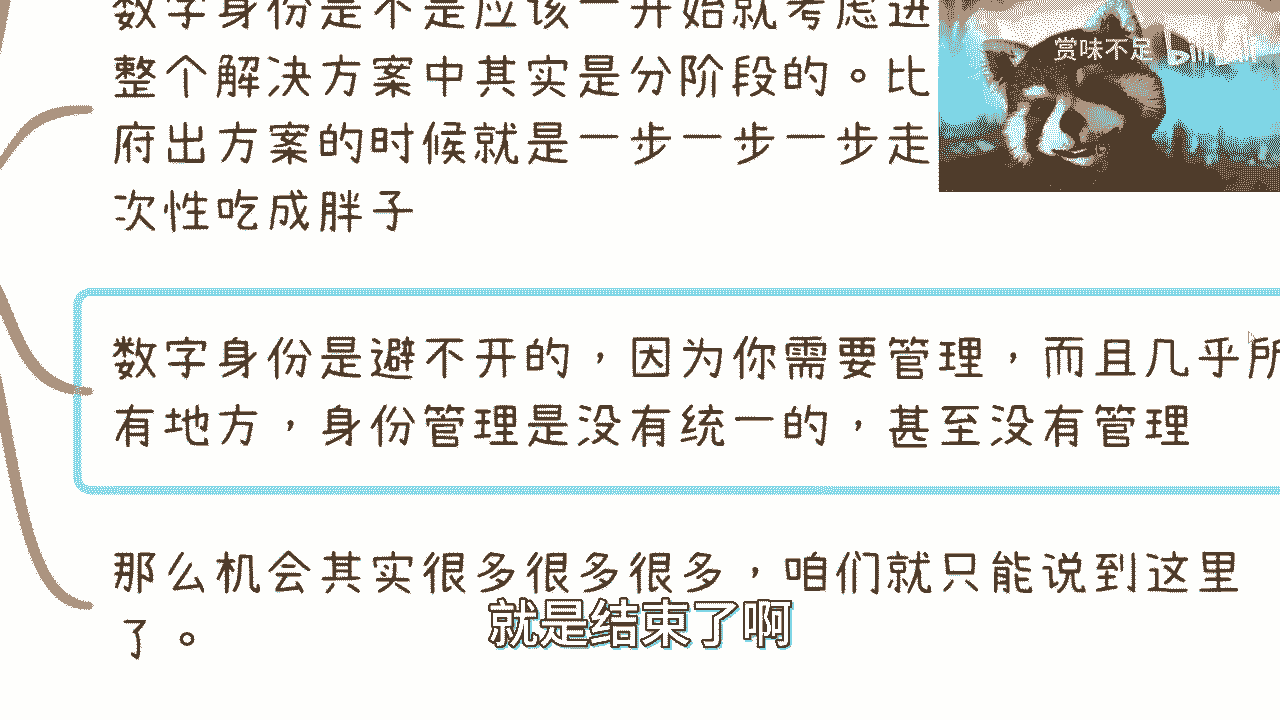 数字身份是不是应该一开始就考虑进
整个解决方案中其实是分阶段的。比
府出方案的时候就是一步一步一步走
次性吃成胖子
赏味不足 bilibili
数字身份是避不开的，因为你需要管理，而且几乎所
有地方，身份管理是没有统一的，甚至没有管理
那么机会其实很多很多很多，咱们就只能说到这里
了。
就是结束了啊